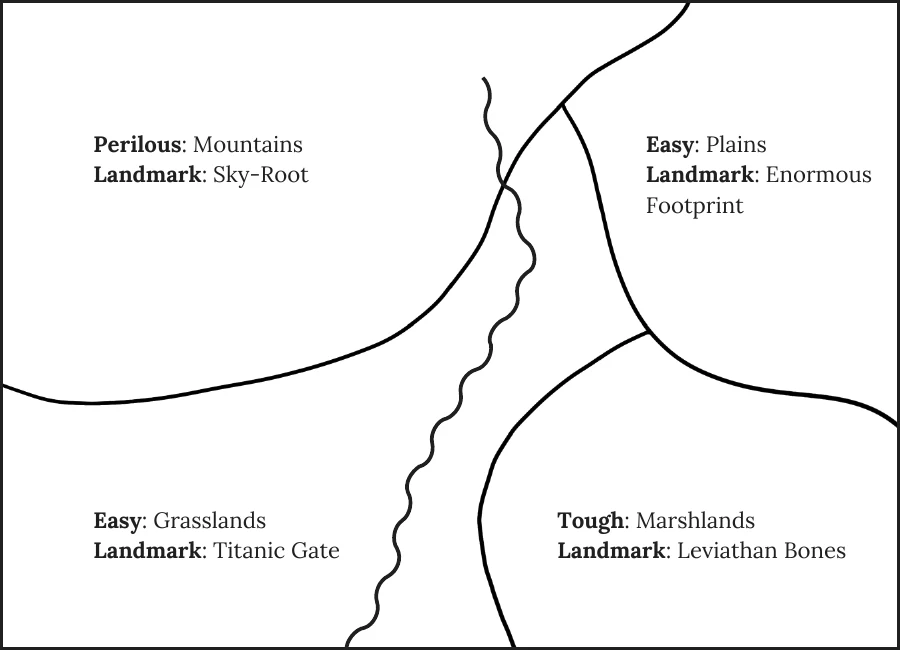 Perilous: Mountains
Landmark: Sky-Root
Easy: Plains
Landmark: Enormous
Footprint
Easy: Grasslands
Landmark: Titanic Gate
Tough: Marshlands
Landmark: Leviathan Bones